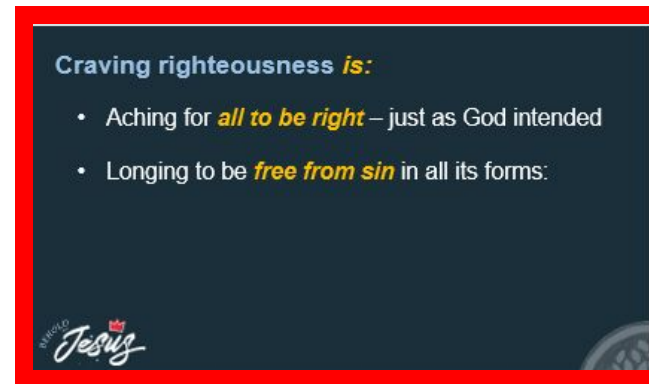 Craving righteousness is:
• Aching for all to be right – just as God intended
• Longing to be free from sin in all its forms:
BEHOLD
Jesus